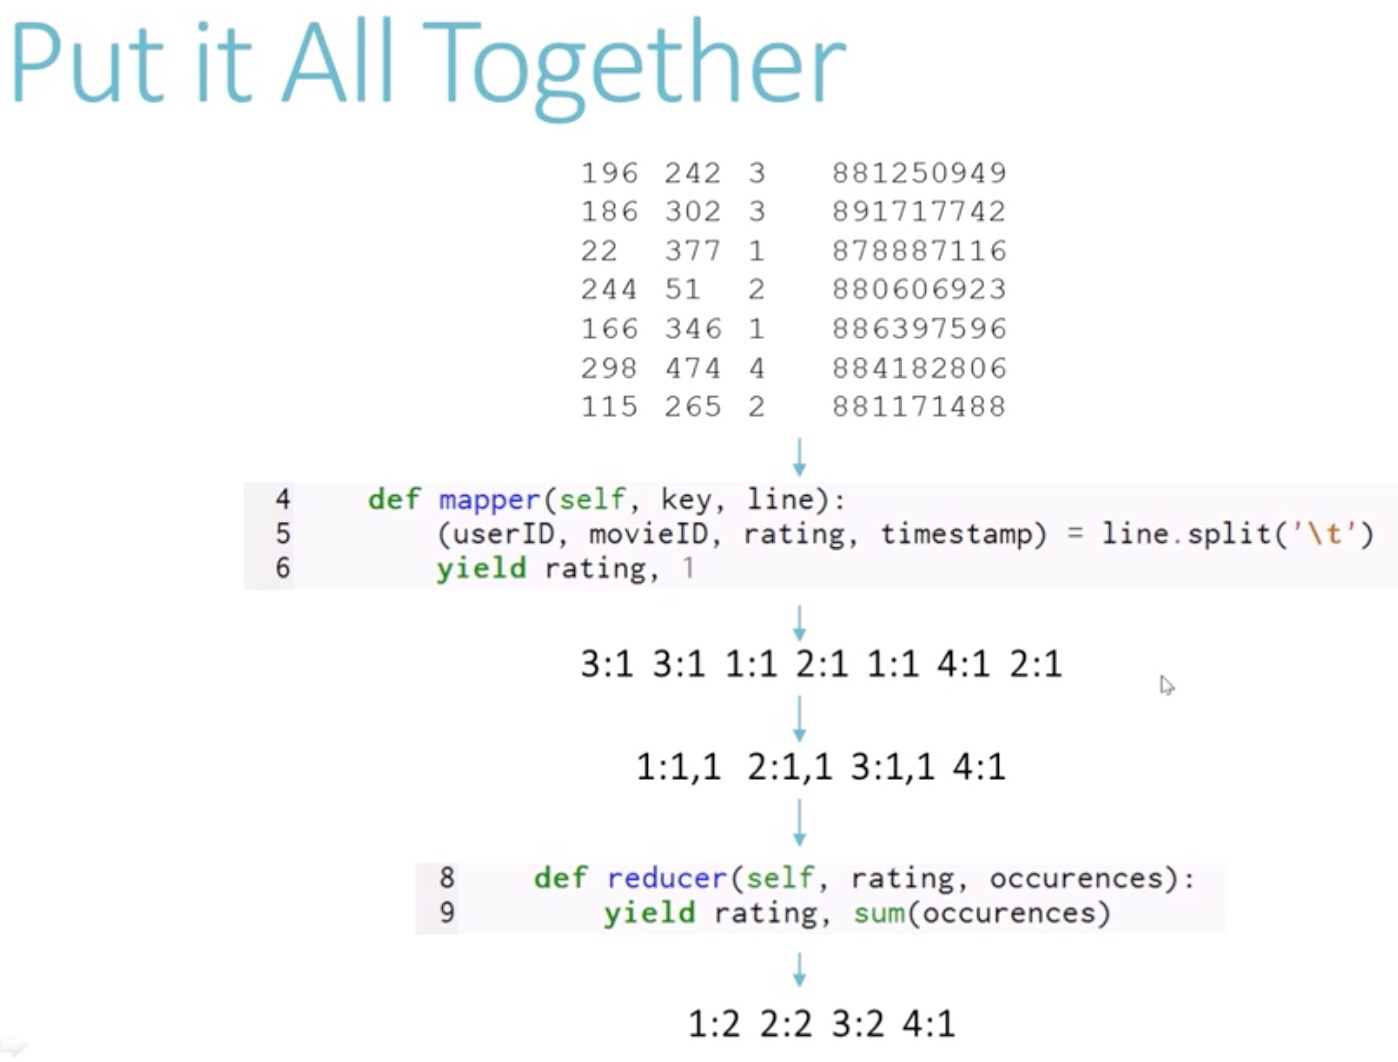 Put it All Together
196 242 3 881250949
186 302 3 891717742
22 377 1 878887116
244 51 2 880606923
166 346 1 886397596
298 474 4 884182806
115 265 2 881171488
4 def mapper(self, key, line):
5 (userID, movieID, rating, timestamp) = line.split('\t')
6 yield rating, 1
3:1 3:1 1:1 2:1 1:1 4:1 2:1
1:1,1 2:1,1 3:1,1 4:1
8 def reducer(self, rating, occurences):
9 yield rating, sum(occurences)
1:2 2:2 3:2 4:1